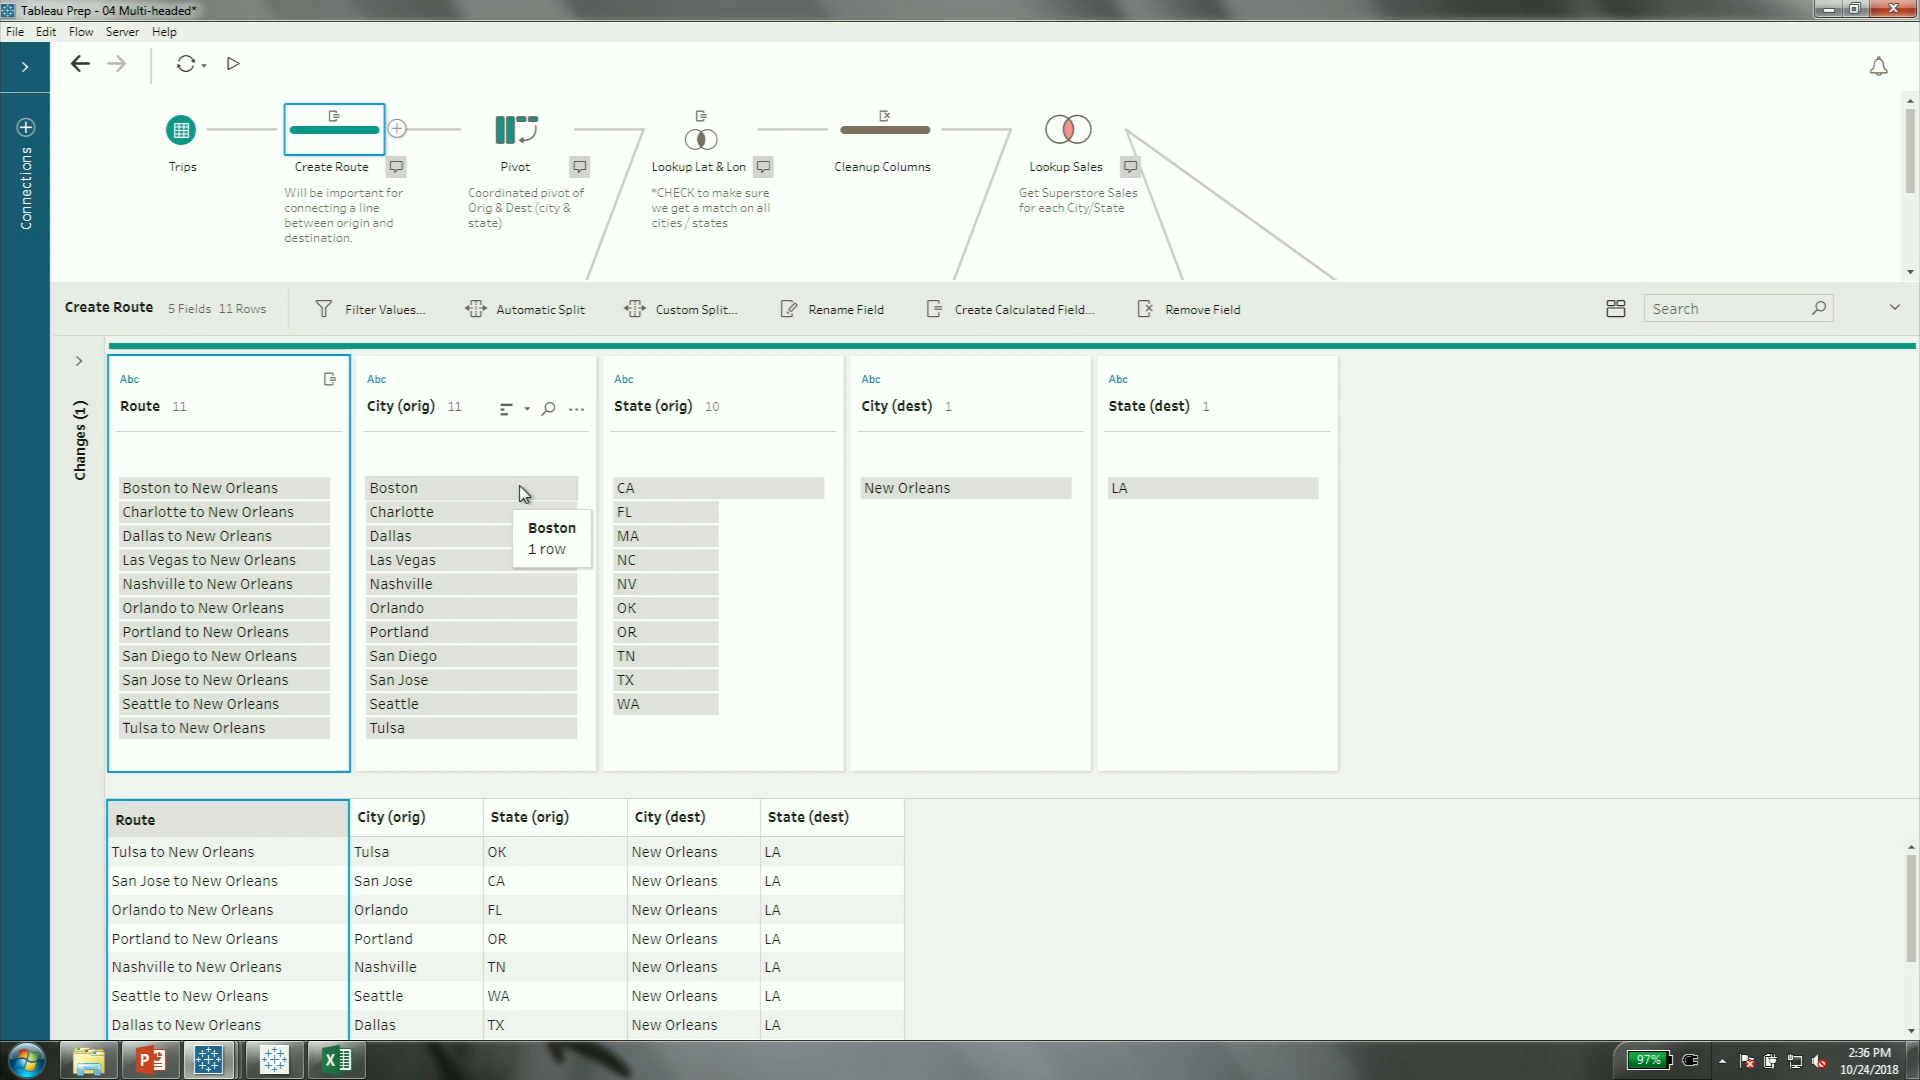 Tableau Prep - 04 Multi-headed*
File Edit Flow Server Help
Connections
Trips
Create Route
Pivot
Lookup Lat & Lon
Cleanup Columns
Lookup Sales
Will be important for
connecting a line
between origin and
destination.
Coordinated pivot of
Orig & Dest (city &
state)
*CHECK to make sure
we get a match on all
cities / states
Get Superstore Sales
for each City/State
Create Route 5 Fields 11 Rows
Filter Values...
Automatic Split
Custom Split...
Rename Field
Create Calculated Field...
Remove Field
Search
Changes (1)
Abc
Route 11
Boston to New Orleans
Charlotte to New Orleans
Dallas to New Orleans
Las Vegas to New Orleans
Nashville to New Orleans
Orlando to New Orleans
Portland to New Orleans
San Diego to New Orleans
San Jose to New Orleans
Seattle to New Orleans
Tulsa to New Orleans
Abc
City (orig) 11
Boston
Charlotte
Dallas
Las Vegas
Nashville
Orlando
Portland
San Diego
San Jose
Seattle
Tulsa
Boston
1 row
Abc
State (orig) 10
CA
FL
MA
NC
NV
OK
OR
TN
TX
WA
Abc
City (dest) 1
New Orleans
Abc
State (dest) 1
LA
Route City (orig) State (orig) City (dest) State (dest)
Tulsa to New Orleans Tulsa OK New Orleans LA
San Jose to New Orleans San Jose CA New Orleans LA
Orlando to New Orleans Orlando FL New Orleans LA
Portland to New Orleans Portland OR New Orleans LA
Nashville to New Orleans Nashville TN New Orleans LA
Seattle to New Orleans Seattle WA New Orleans LA
Dallas to New Orleans Dallas TX New Orleans LA
97%
2:36 PM
10/24/2018